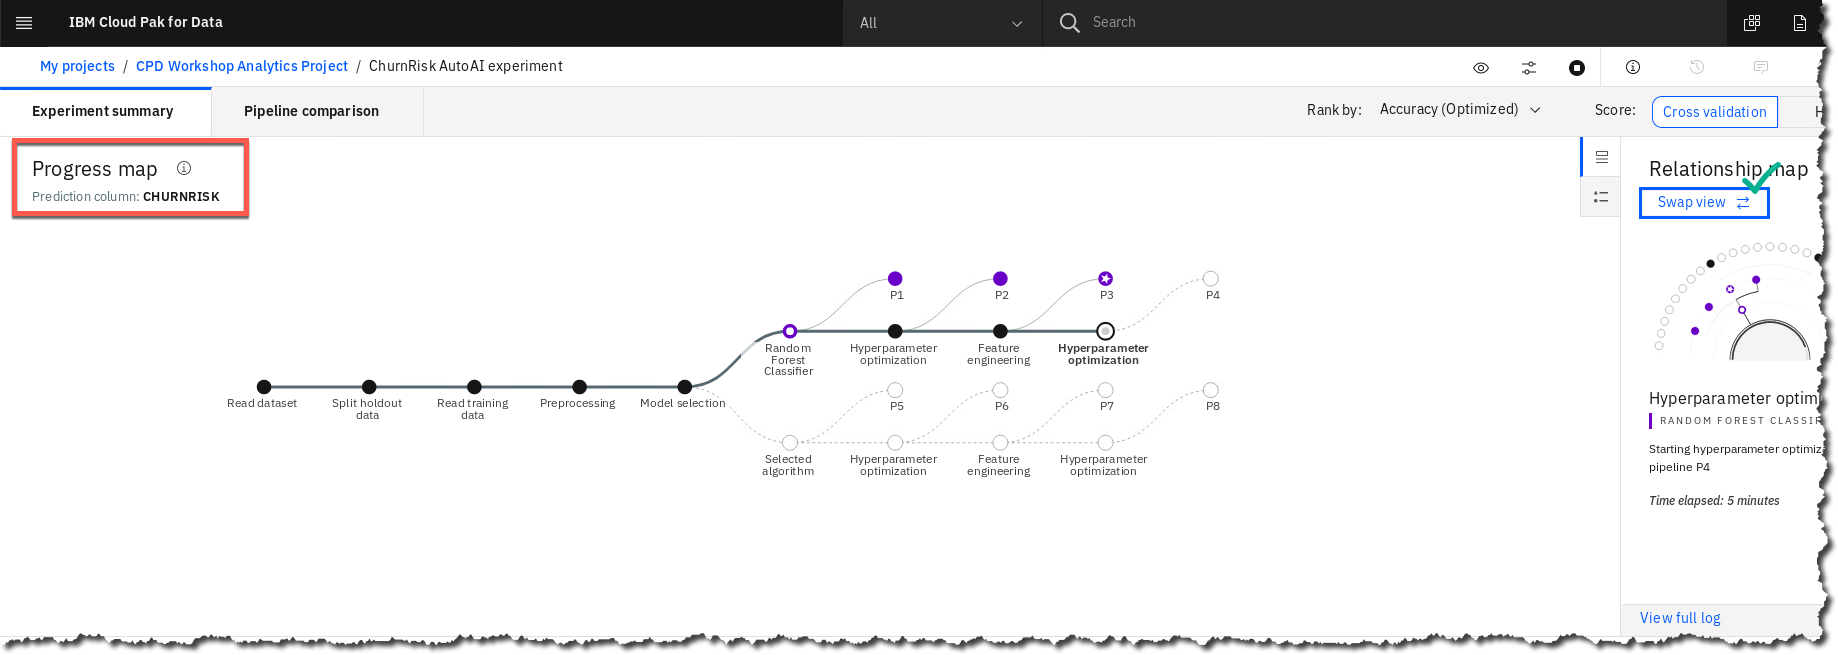 IBM Cloud Pak for Data
All
Search
My projects / CPD Workshop Analytics Project / ChurnRisk AutoAI experiment
Experiment summary
Pipeline comparison
Rank by: Accuracy (Optimized)
Score: Cross validation
Progress map
Prediction column: CHURNRISK
Relationship map
Swap view
P1
P2
P3
P4
Random
Forest
Classifier
Hyperparameter
optimization
Feature
engineering
Hyperparameter
optimization
Read dataset
Split holdout
data
Read training
data
Preprocessing
Model selection
P5
P6
P7
P8
Selected
algorithm
Hyperparameter
optimization
Feature
engineering
Hyperparameter
optimization
Hyperparameter optim
RANDOM FOREST CLASSIF
Starting hyperparameter optimiz
pipeline P4
Time elapsed: 5 minutes
View full log